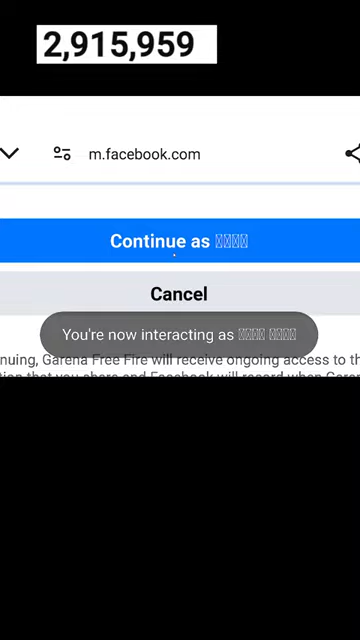 2,915,959
m.facebook.com
Continue as
Cancel
You're now interacting as
nuing, Garena Free Fire will receive ongoing access to th
tion that you share and Facebook will record when Garen